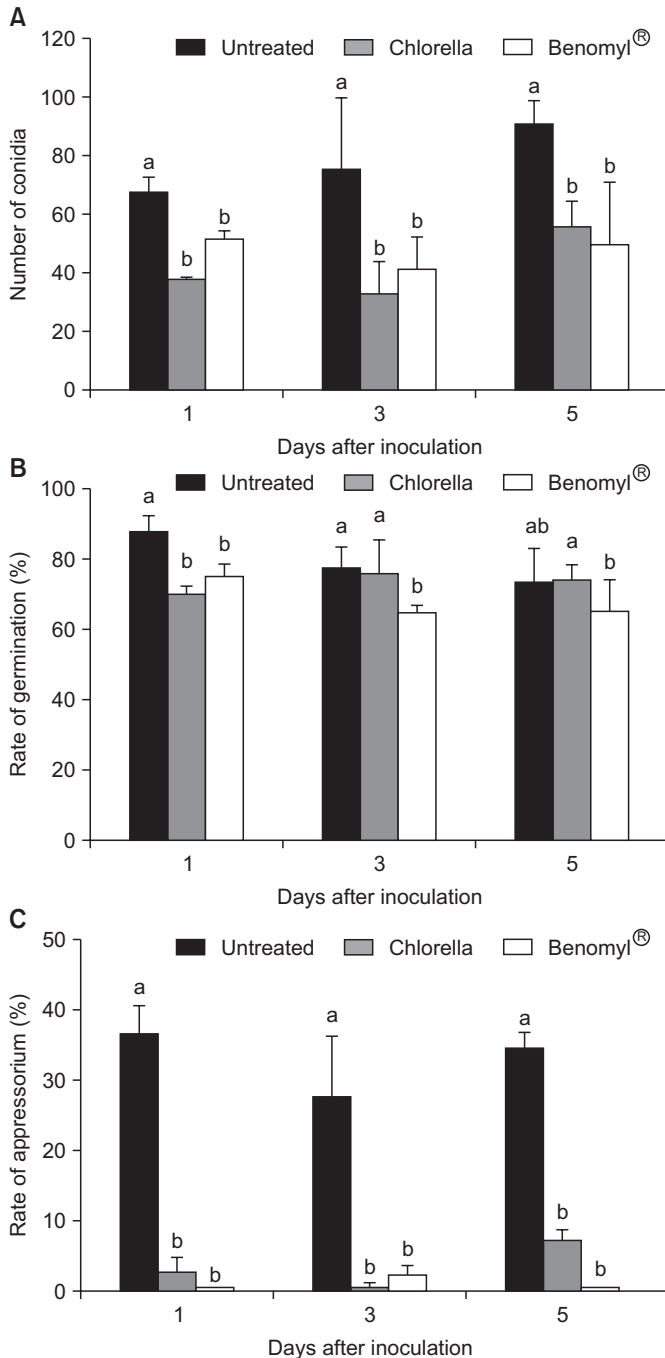 A
Untreated Chlorella Benomyl®
Number of conidia
120
100
80
60
40
20
0
a
b
b
a
b
b
a
b
b
1 3 5
Days after inoculation
B
Untreated Chlorella Benomyl®
Rate of germination (%)
100
80
60
40
20
0
a
b
b
a
a
b
ab
a
b
1 3 5
Days after inoculation
C
Untreated Chlorella Benomyl®
Rate of appressorium (%)
50
40
30
20
10
0
a
b
b
a
b
b
a
b
b
1 3 5
Days after inoculation